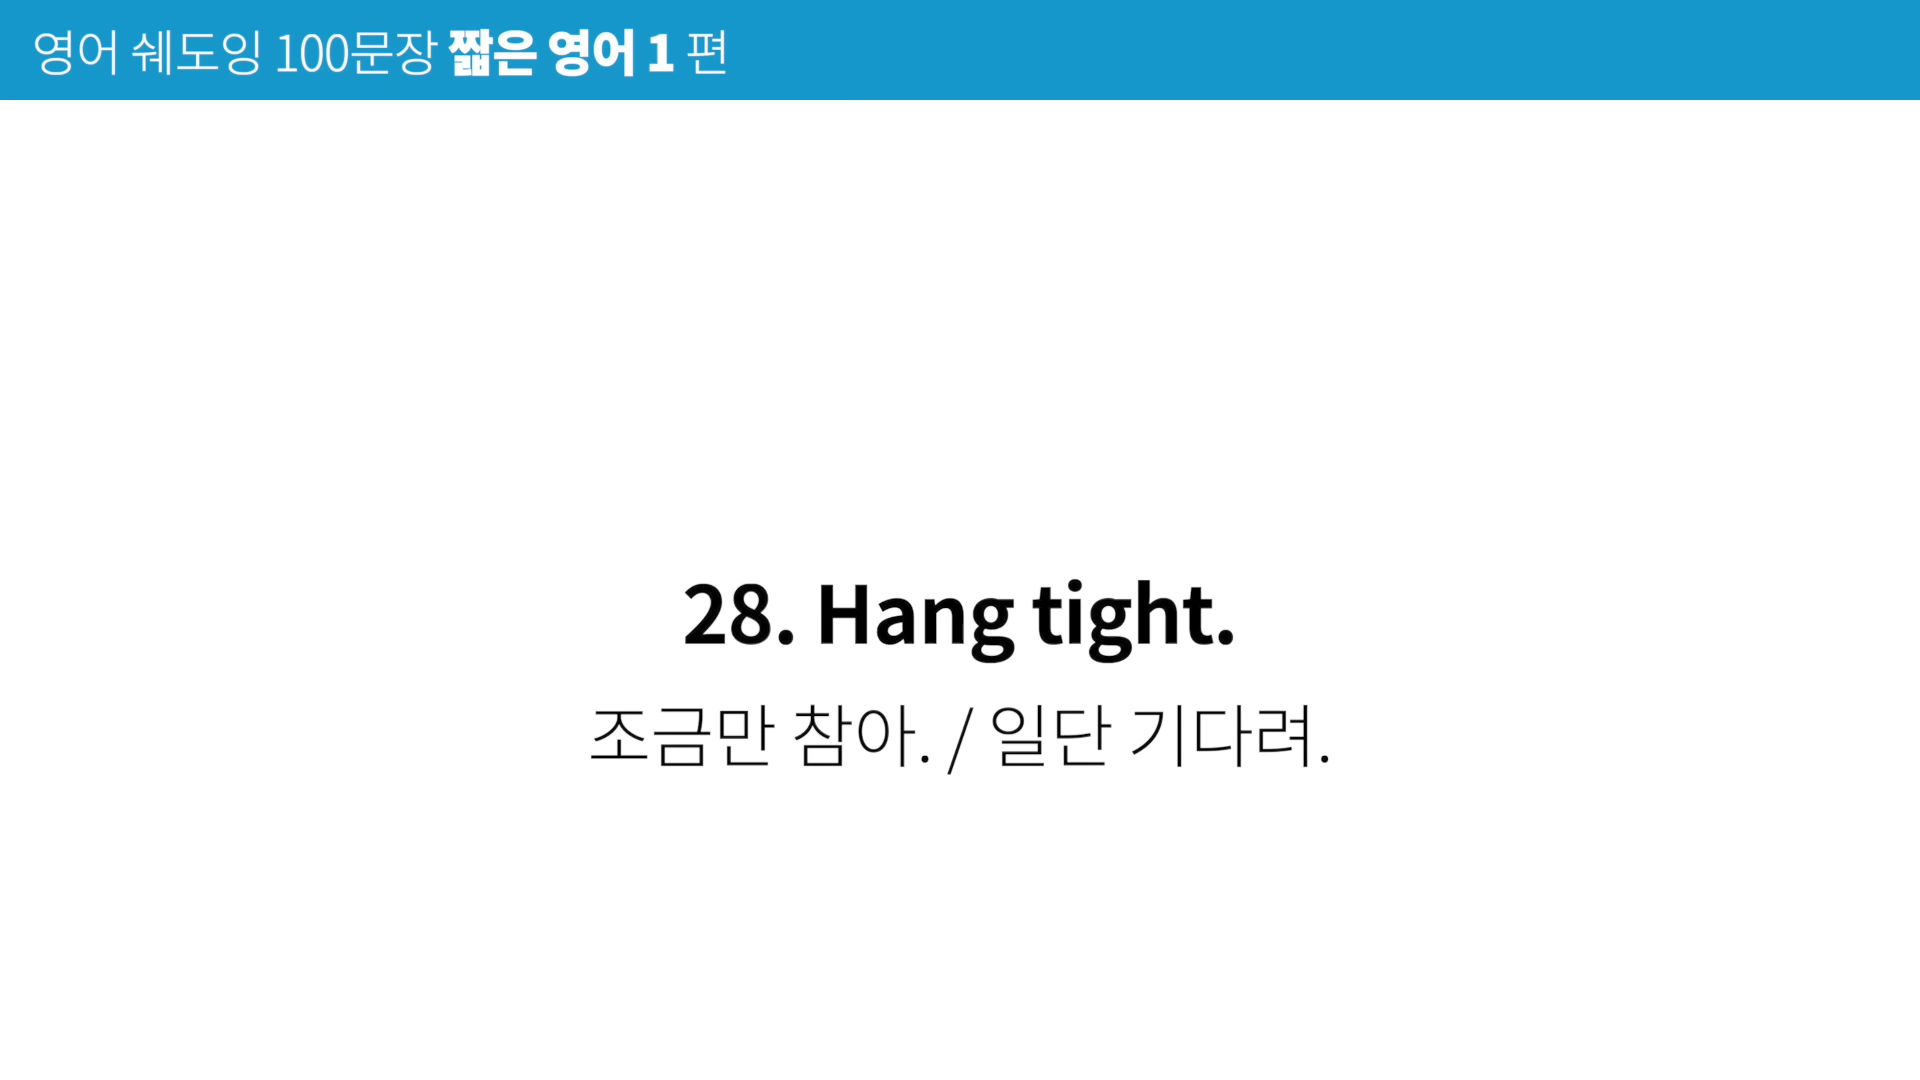 영어 쉐도잉 100문장 짧은 영어 1 편
28. Hang tight.
조금만 참아. / 일단 기다려.